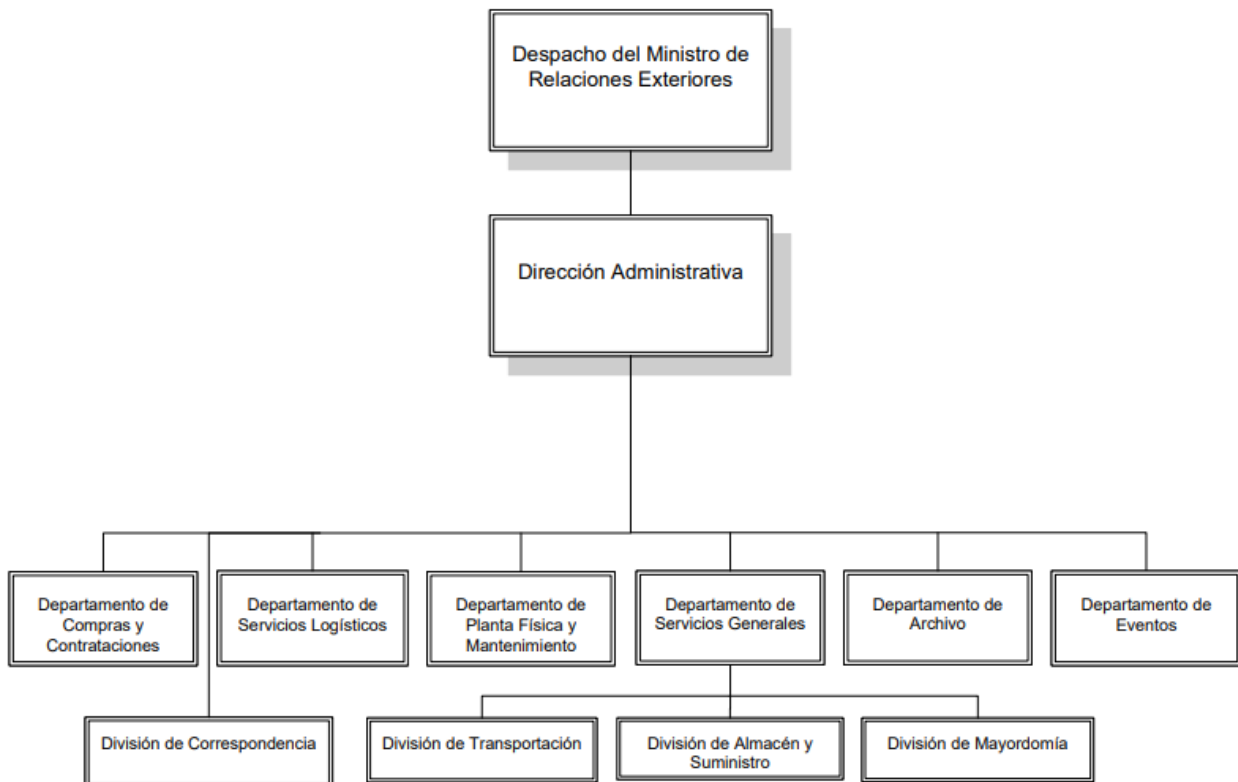 Despacho del Ministro de
Relaciones Exteriores
Dirección Administrativa
Departamento de
Compras y
Contrataciones
Departamento de
Servicios Logísticos
Departamento de
Planta Física y
Mantenimiento
Departamento de
Servicios Generales
Departamento de
Archivo
Departamento de
Eventos
División de Correspondencia
División de Transportación
División de Almacén y
Suministro
División de Mayordomía